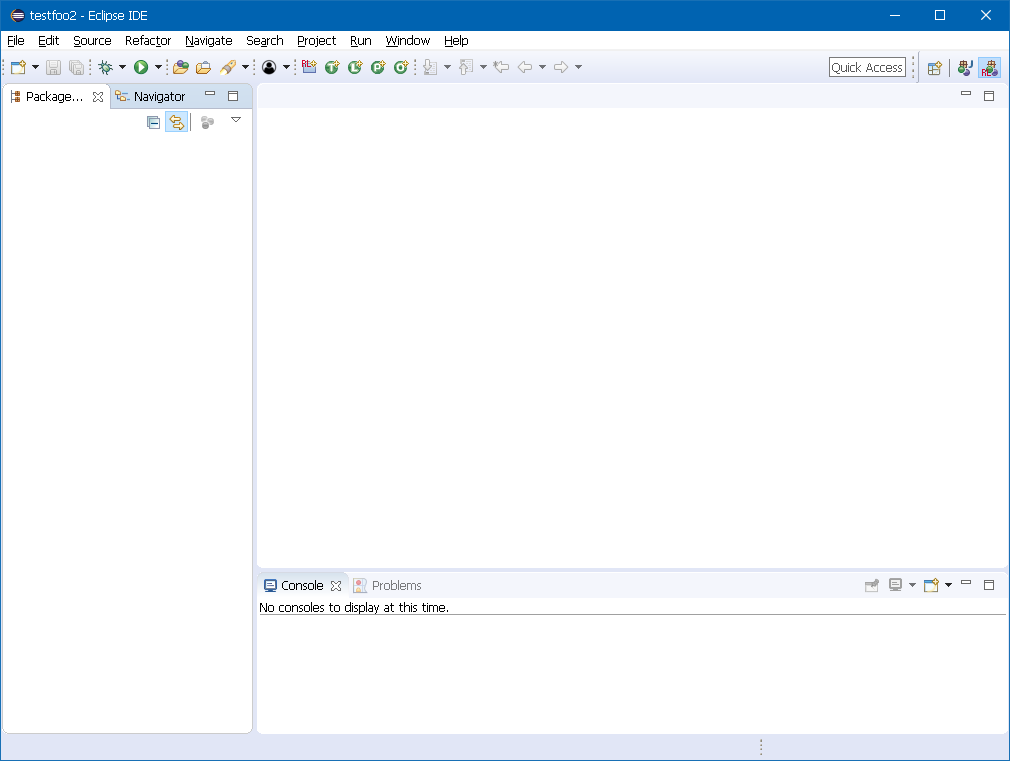 testfoo2 - Eclipse IDE
File Edit Source Refactor Navigate Search Project Run Window Help
Quick Access
Package... Navigator
Console Problems
No consoles to display at this time.